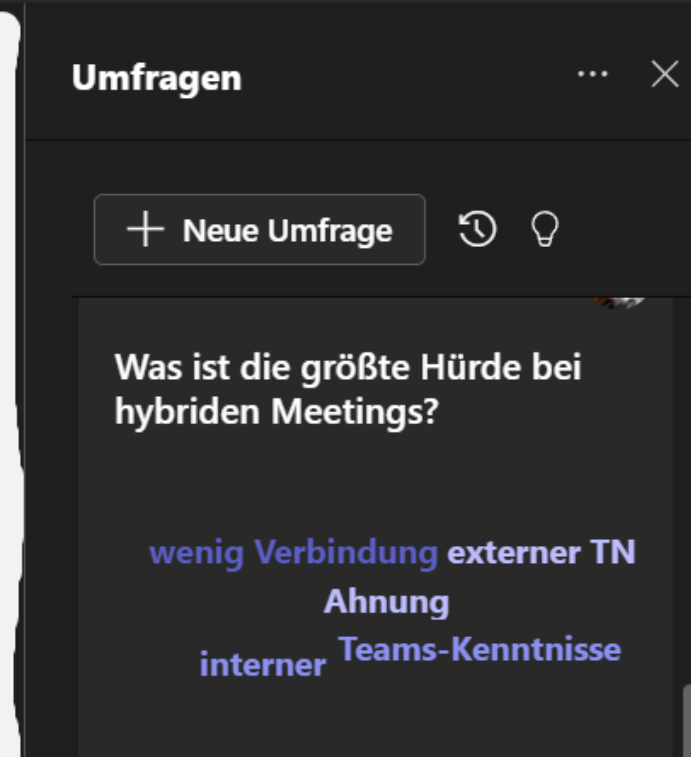 Umfragen
Neue Umfrage
Was ist die größte Hürde bei
hybriden Meetings?
wenig Verbindung externer TN
Ahnung
interner Teams-Kenntnisse